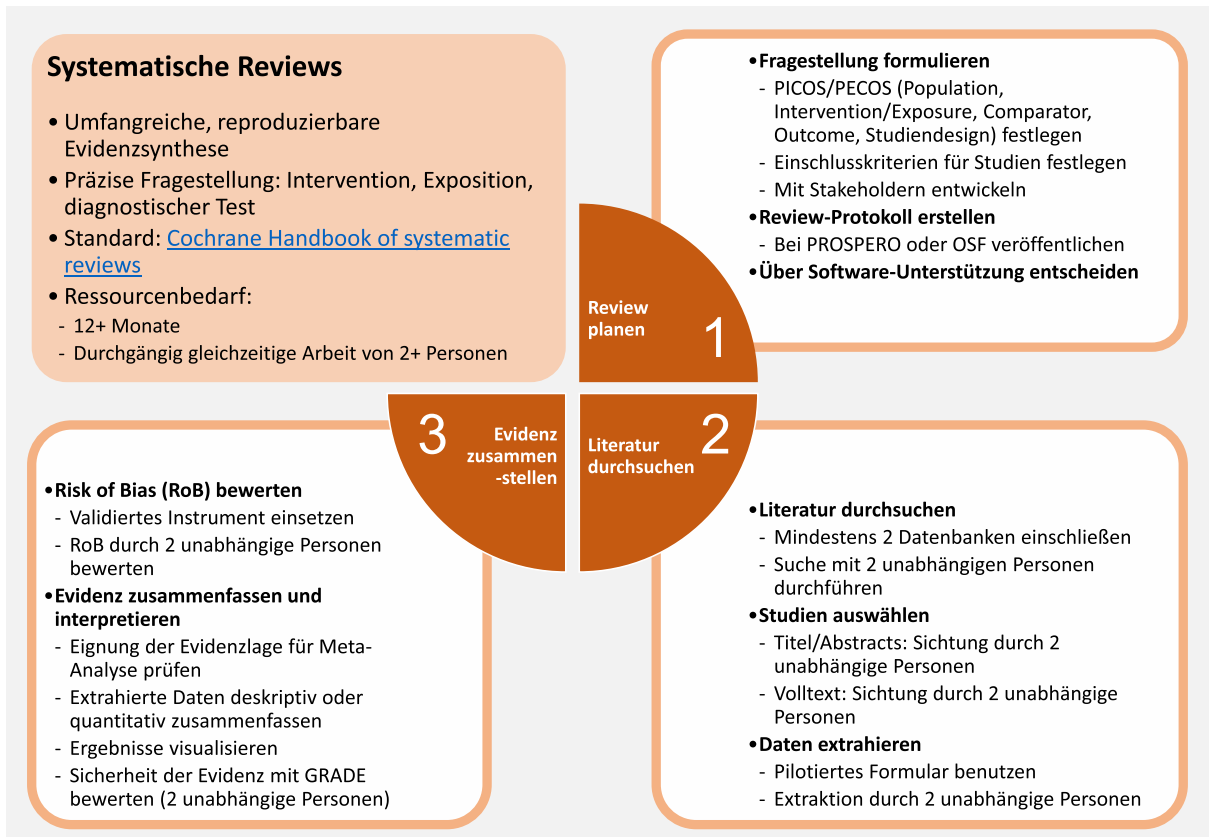 Systematische Reviews
• Umfangreiche, reproduzierbare
Evidenzsynthese
• Präzise Fragestellung: Intervention, Exposition,
diagnostischer Test
• Standard: Cochrane Handbook of systematic
reviews
• Ressourcenbedarf:
- 12+ Monate
- Durchgängig gleichzeitige Arbeit von 2+ Personen
•Fragestellung formulieren
- PICOS/PECOS (Population,
Intervention/Exposure, Comparator,
Outcome, Studiendesign) festlegen
- Einschlusskriterien für Studien festlegen
- Mit Stakeholdern entwickeln
•Review-Protokoll erstellen
- Bei PROSPERO oder OSF veröffentlichen
•Über Software-Unterstützung entscheiden
Review
planen
1
Literatur
durchsuchen
2
•Literatur durchsuchen
- Mindestens 2 Datenbanken einschließen
- Suche mit 2 unabhängigen Personen
durchführen
•Studien auswählen
- Titel/Abstracts: Sichtung durch 2
unabhängige Personen
- Volltext: Sichtung durch 2 unabhängige
Personen
•Daten extrahieren
- Pilotiertes Formular benutzen
- Extraktion durch 2 unabhängige Personen
3
Evidenz
zusammen
-stellen
•Risk of Bias (RoB) bewerten
- Validiertes Instrument einsetzen
- RoB durch 2 unabhängige Personen
bewerten
•Evidenz zusammenfassen und
interpretieren
- Eignung der Evidenzlage für Meta-
Analyse prüfen
- Extrahierte Daten deskriptiv oder
quantitativ zusammenfassen
- Ergebnisse visualisieren
- Sicherheit der Evidenz mit GRADE
bewerten (2 unabhängige Personen)